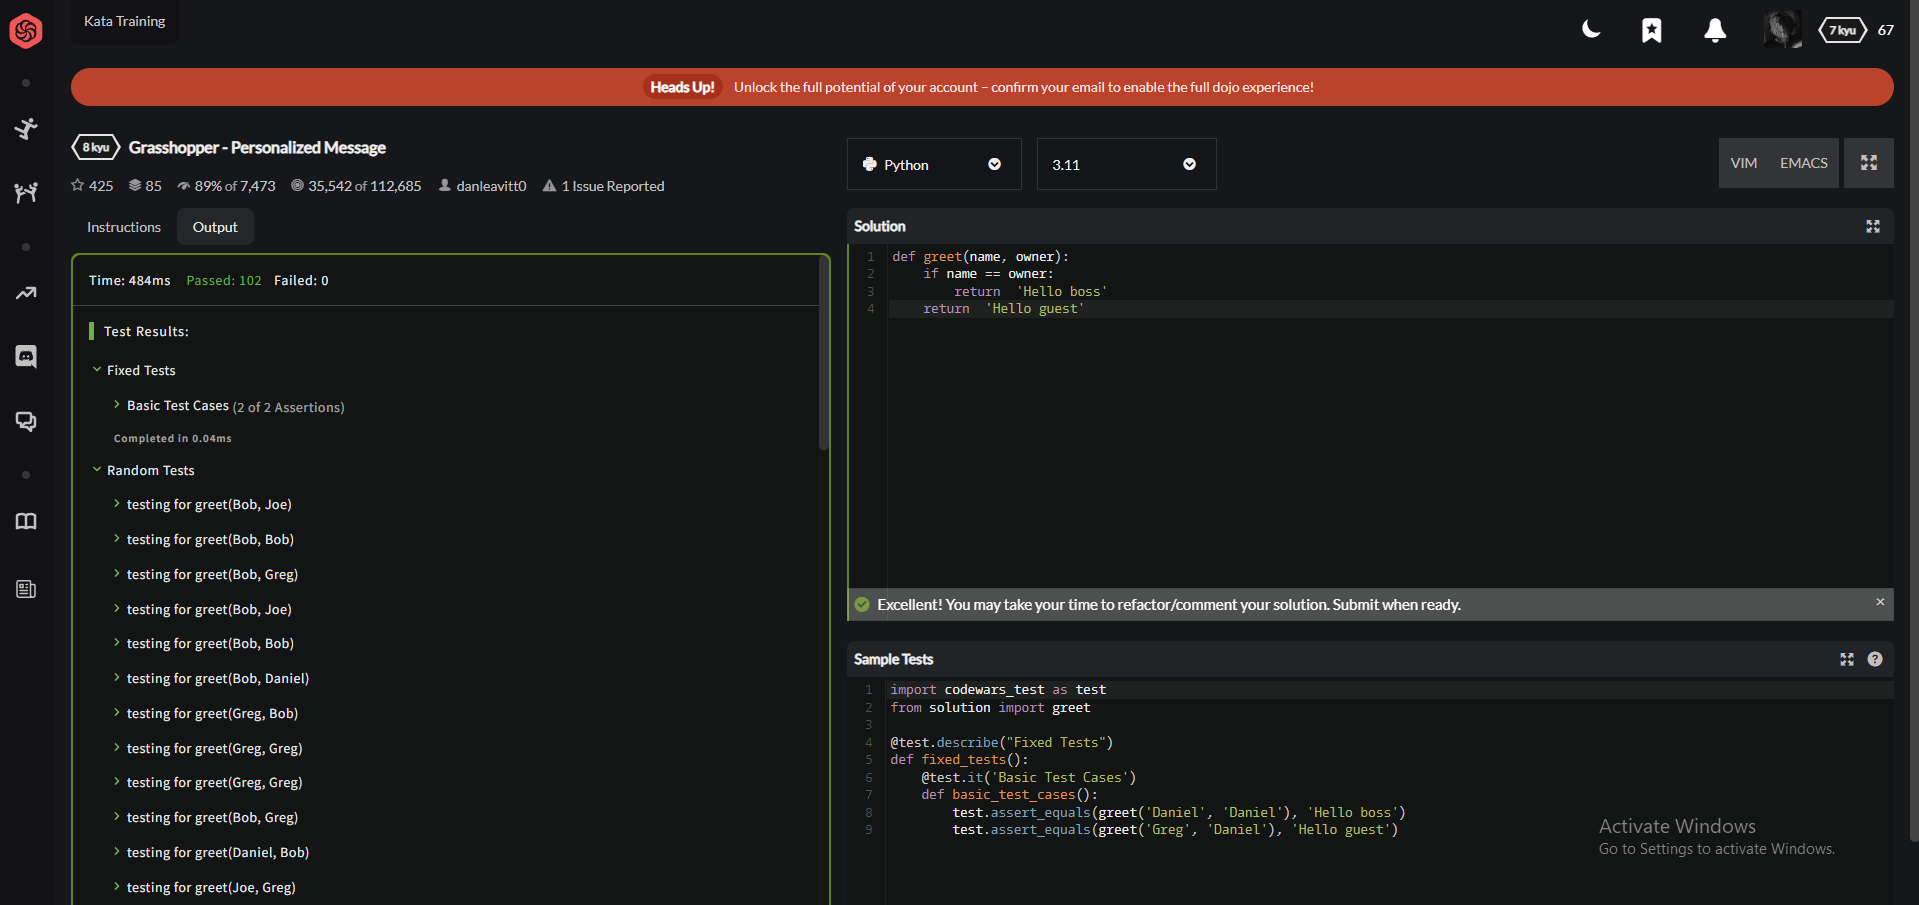 Kata Training
7 kyu 67
Heads Up! Unlock the full potential of your account – confirm your email to enable the full dojo experience!
8 kyu Grasshopper - Personalized Message
425 85 89% of 7,473 35,542 of 112,685 danleavitt0 1 Issue Reported
Instructions Output
Time: 484ms Passed: 102 Failed: 0
Test Results:
Fixed Tests
Basic Test Cases (2 of 2 Assertions)
Completed in 0.04ms
Random Tests
testing for greet(Bob, Joe)
testing for greet(Bob, Bob)
testing for greet(Bob, Greg)
testing for greet(Bob, Joe)
testing for greet(Bob, Bob)
testing for greet(Bob, Daniel)
testing for greet(Greg, Bob)
testing for greet(Greg, Greg)
testing for greet(Greg, Greg)
testing for greet(Bob, Greg)
testing for greet(Daniel, Bob)
testing for greet(Joe, Greg)
Python 3.11 VIM EMACS
Solution
1 def greet(name, owner):
2     if name == owner:
3         return  'Hello boss'
4     return  'Hello guest'
Excellent! You may take your time to refactor/comment your solution. Submit when ready. ×
Sample Tests ?
1 import codewars_test as test
2 from solution import greet
3
4 @test.describe("Fixed Tests")
5 def fixed_tests():
6     @test.it('Basic Test Cases')
7     def basic_test_cases():
8         test.assert_equals(greet('Daniel', 'Daniel'), 'Hello boss')
9         test.assert_equals(greet('Greg', 'Daniel'), 'Hello guest')
Activate Windows
Go to Settings to activate Windows.